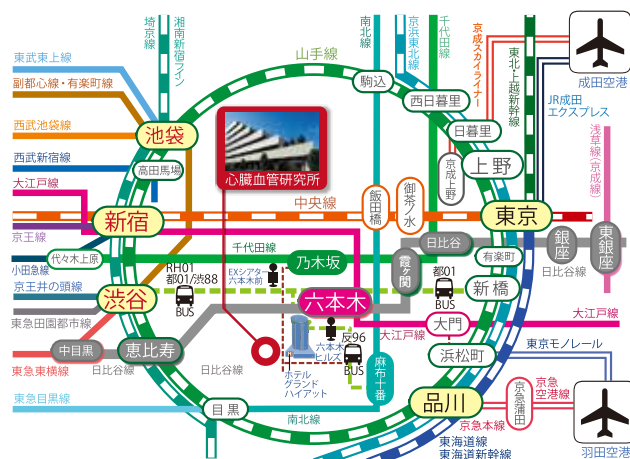 埼京線
湘南新宿ライン
山手線
南北線
京浜東北線
千代田線
京成スカイライナー
東北・上越新幹線
成田空港
JR成田
エクスプレス
浅草線(京成線)
東武東上線
副都心線・有楽町線
西武池袋線
西武新宿線
大江戸線
京王線
小田急線
京王井の頭線
東急田園都市線
東急東横線
東急目黒線
池袋
高田馬場
新宿
代々木上原
渋谷
中目黒
恵比寿
目黒
駒込
西日暮里
日暮里
京成上野
上野
心臓血管研究所
中央線
飯田橋
御茶ノ水
東京
千代田線
乃木坂
霞ヶ関
日比谷
有楽町
銀座
東銀座
日比谷線
RH01
都01/渋88
BUS
EXシアター
六本木前
六本木
都01
BUS
新橋
大江戸線
大門
大江戸線
浜松町
六本木
ヒルズ
反96
BUS
ホテル
グランド
ハイアット
麻布十番
日比谷線
日比谷線
南北線
東京モノレール
品川
京急蒲田
京急
空港線
京急本線
東海道線
東海道新幹線
羽田空港